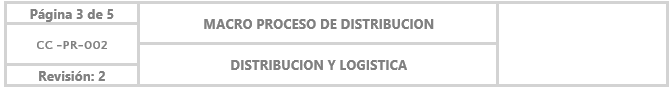 Página 3 de 5
MACRO PROCESO DE DISTRIBUCION
CC -PR-002
DISTRIBUCION Y LOGISTICA
Revisión: 2